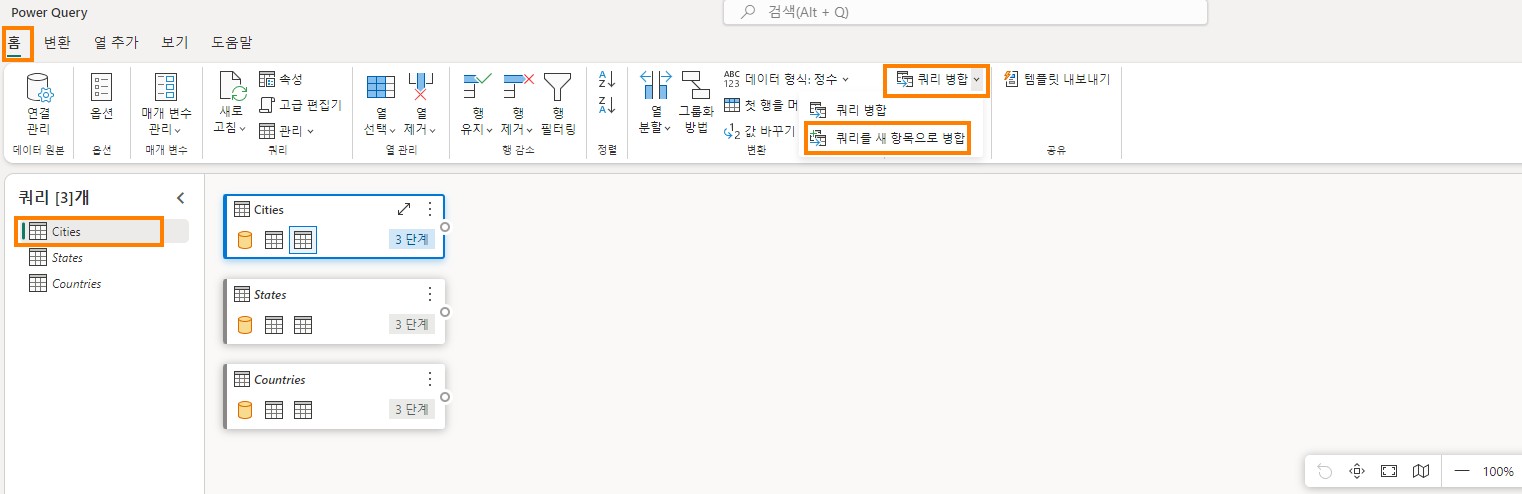 Power Query
검색(Alt + Q)
홈 변환 열 추가 보기 도움말
연결
관리
데이터 원본
옵션
옵션
매개 변수
관리
매개 변수
새로
고침
속성
고급 편집기
관리
쿼리
열
선택
열
제거
열 관리
행
유지
행
제거
행
필터링
행 감소
A
Z
Z
A
정렬
열
분할
그룹화
방법
ABC
123
데이터 형식: 정수
첫 행을 메
1
2
값 바꾸기
변환
쿼리 병합
쿼리 병합
쿼리를 새 항목으로 병합
템플릿 내보내기
공유
쿼리 [3]개
Cities
States
Countries
Cities
3 단계
States
3 단계
Countries
3 단계
100%